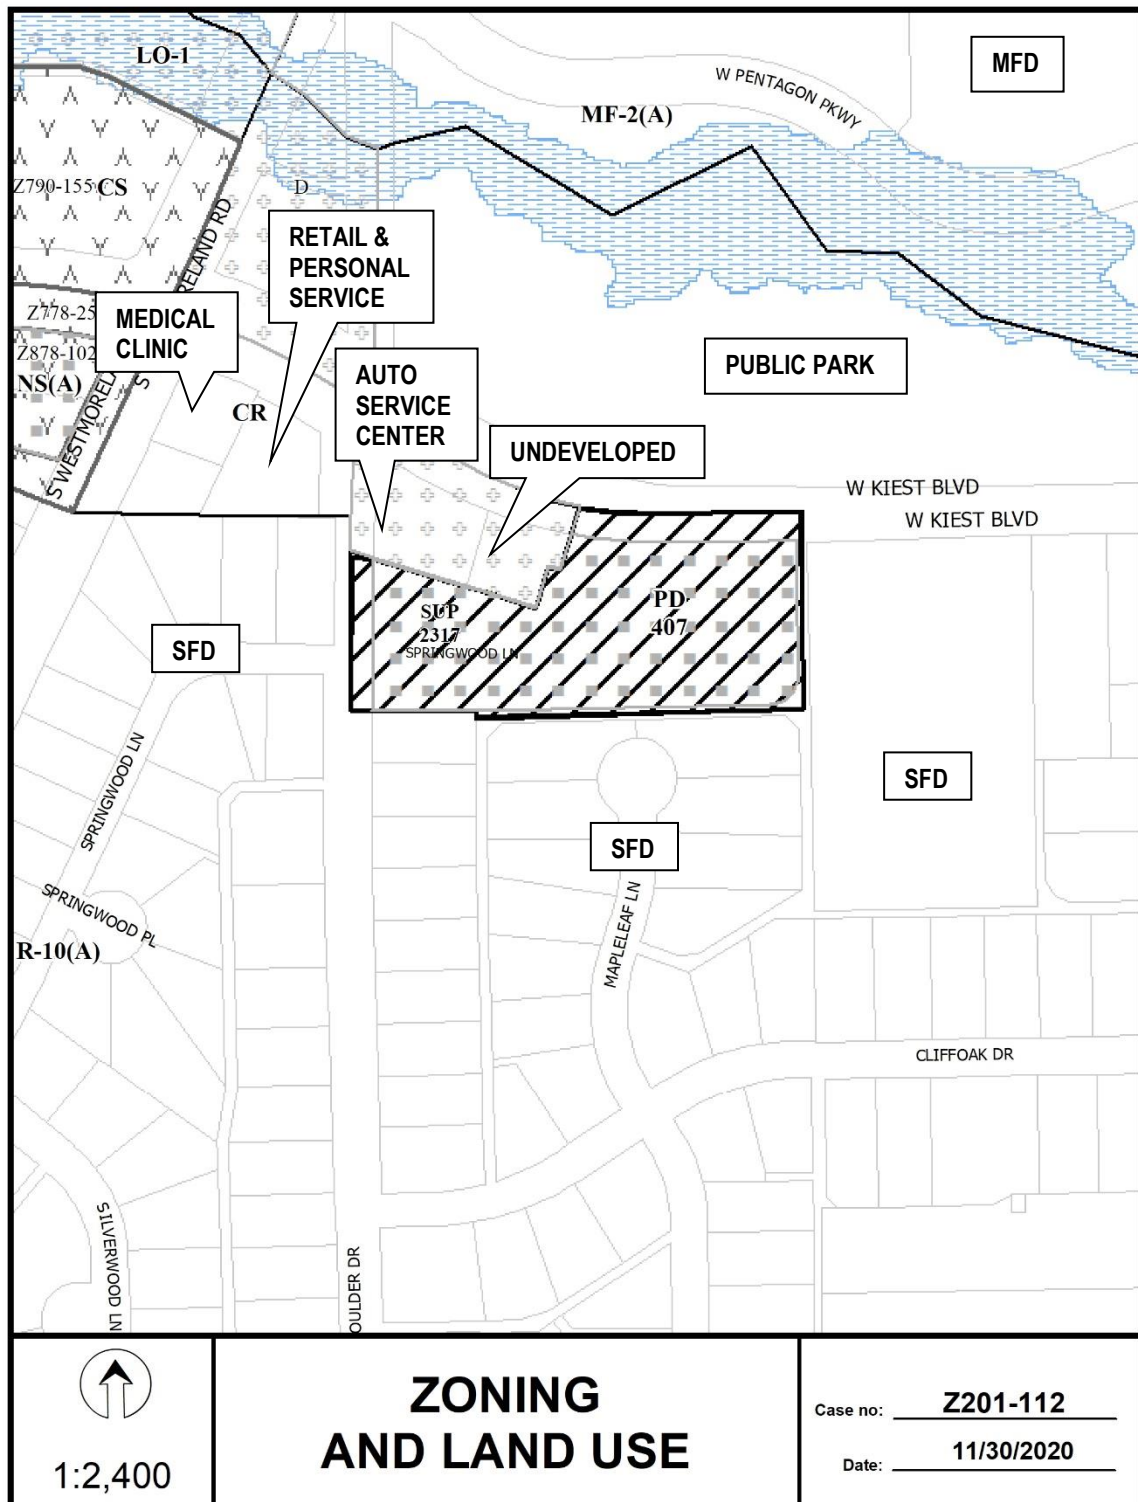 LO-1
MFD
W PENTAGON PKWY
MF-2(A)
Z790-155
CS
D
RETAIL &
PERSONAL
SERVICE
RELAND RD
Z778-25
MEDICAL
CLINIC
Z878-102
NS(A)
S WESTMOREL
S
CR
AUTO
SERVICE
CENTER
PUBLIC PARK
UNDEVELOPED
W KIEST BLVD
W KIEST BLVD
SUP
2317
SPRINGWOOD LN
PD
407
SFD
SPRINGWOOD LN
SFD
SFD
SPRINGWOOD PL
MAPLELEAF LN
R-10(A)
CLIFFOAK DR
SILVERWOOD LN
OULDER DR
1:2,400
ZONING
AND LAND USE
Case no: Z201-112
Date: 11/30/2020